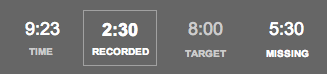 9:23 2:30 8:00 5:30
TIME RECORDED TARGET MISSING